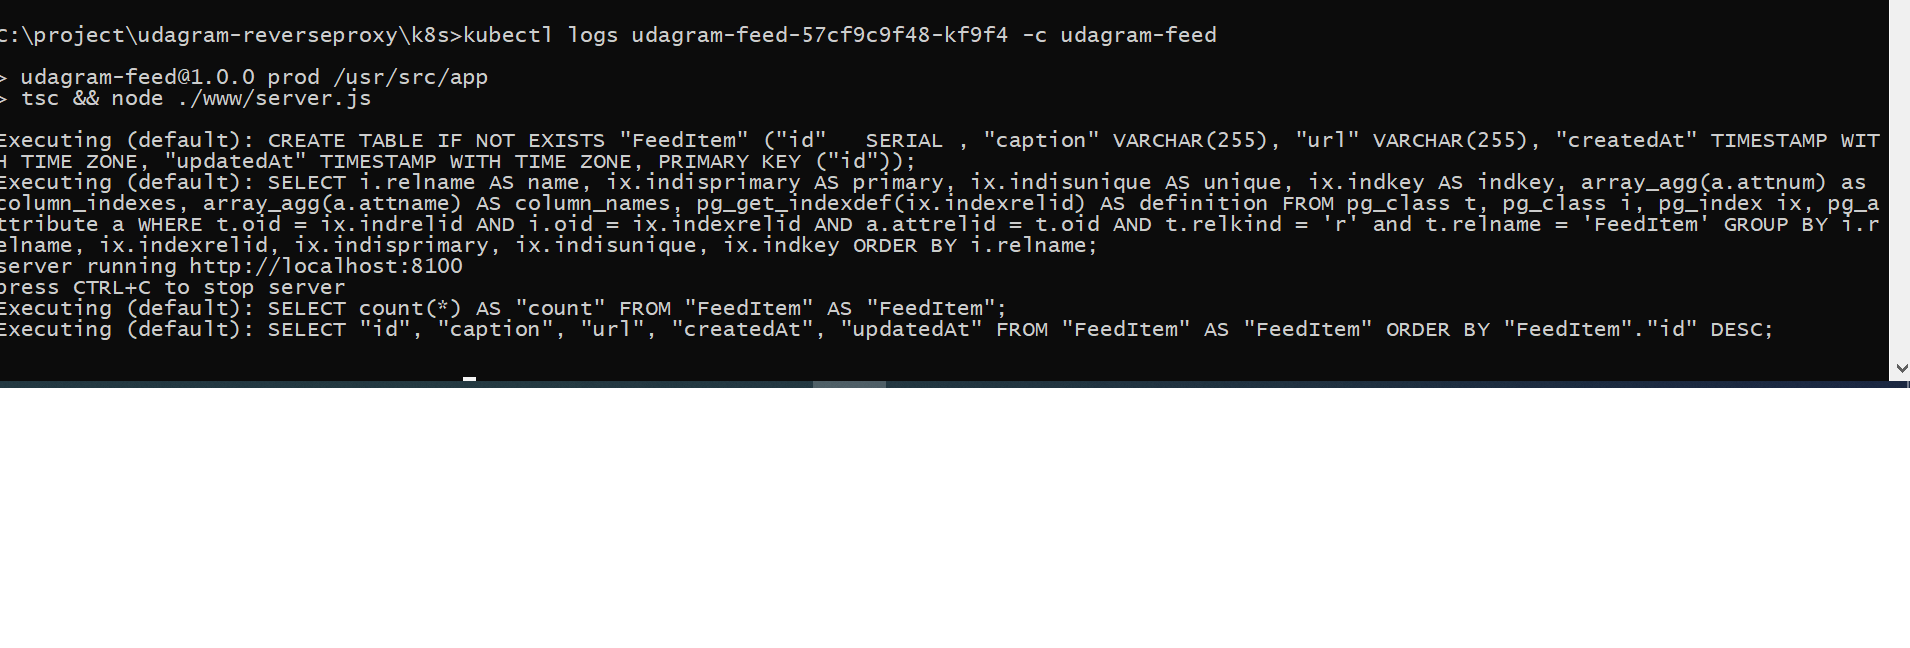 C:\project\udagram-reverseproxy\k8s>kubectl logs udagram-feed-57cf9c9f48-kf9f4 -c udagram-feed
> udagram-feed@1.0.0 prod /usr/src/app
> tsc && node ./www/server.js
Executing (default): CREATE TABLE IF NOT EXISTS "FeedItem" ("id"   SERIAL , "caption" VARCHAR(255), "url" VARCHAR(255), "createdAt" TIMESTAMP WIT
H TIME ZONE, "updatedAt" TIMESTAMP WITH TIME ZONE, PRIMARY KEY ("id"));
Executing (default): SELECT i.relname AS name, ix.indisprimary AS primary, ix.indisunique AS unique, ix.indkey AS indkey, array_agg(a.attnum) as
column_indexes, array_agg(a.attname) AS column_names, pg_get_indexdef(ix.indexrelid) AS definition FROM pg_class t, pg_class i, pg_index ix, pg_a
ttribute a WHERE t.oid = ix.indrelid AND i.oid = ix.indexrelid AND a.attrelid = t.oid AND t.relkind = 'r' and t.relname = 'FeedItem' GROUP BY i.r
elname, ix.indexrelid, ix.indisprimary, ix.indisunique, ix.indkey ORDER BY i.relname;
server running http://localhost:8100
press CTRL+C to stop server
Executing (default): SELECT count(*) AS "count" FROM "FeedItem" AS "FeedItem";
Executing (default): SELECT "id", "caption", "url", "createdAt", "updatedAt" FROM "FeedItem" AS "FeedItem" ORDER BY "FeedItem"."id" DESC;